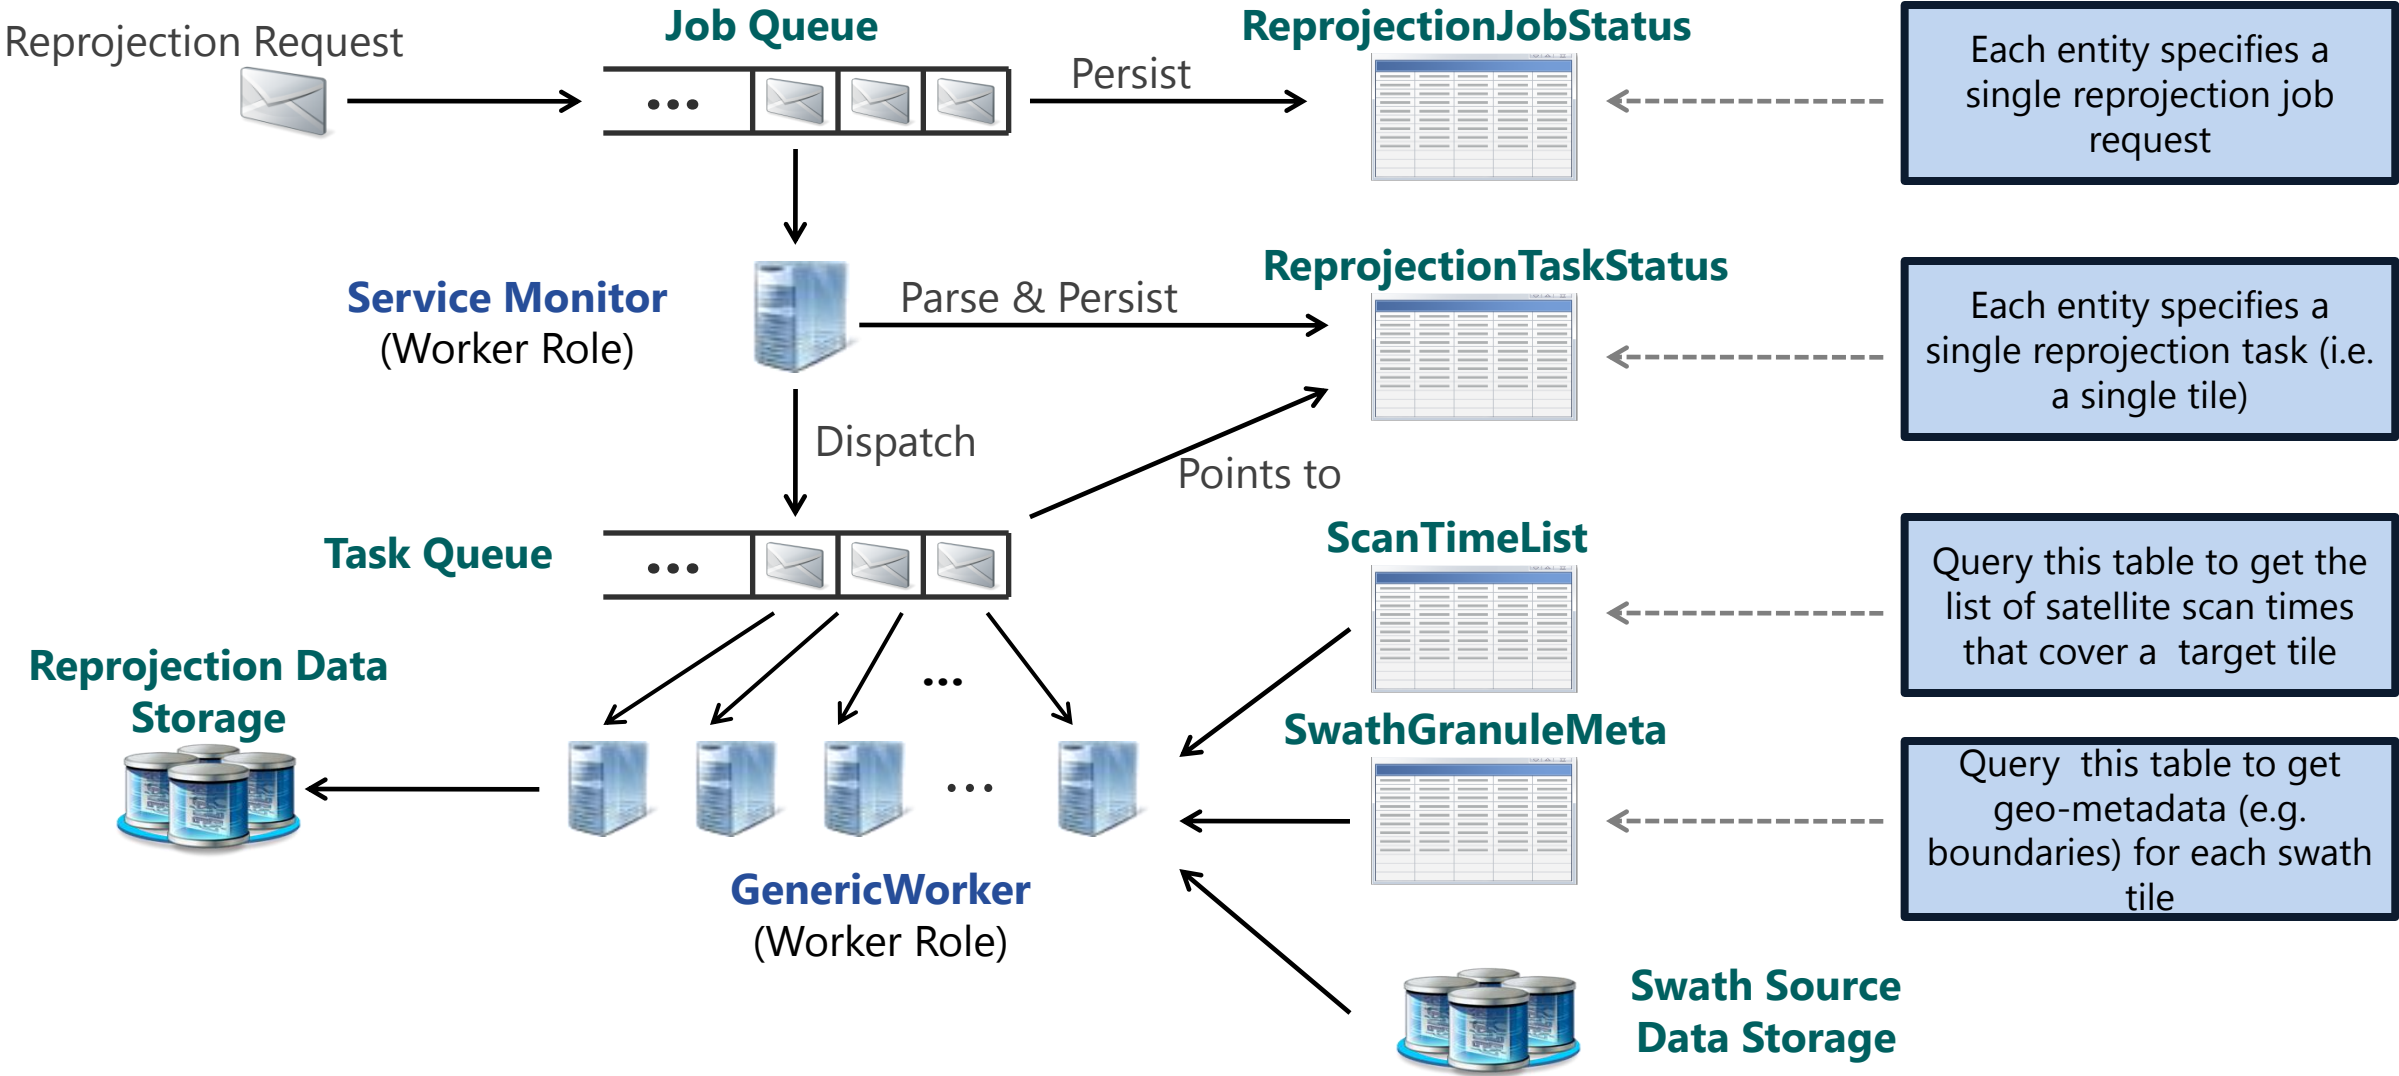 Reprojection Request
Job Queue
Persist
ReprojectionJobStatus
Each entity specifies a
single reprojection job
request
Service Monitor
(Worker Role)
Parse & Persist
ReprojectionTaskStatus
Each entity specifies a
single reprojection task (i.e.
a single tile)
Dispatch
Points to
Task Queue
ScanTimeList
Query this table to get the
list of satellite scan times
that cover a target tile
Reprojection Data
Storage
SwathGranuleMeta
Query this table to get
geo-metadata (e.g.
boundaries) for each swath
tile
GenericWorker
(Worker Role)
Swath Source
Data Storage